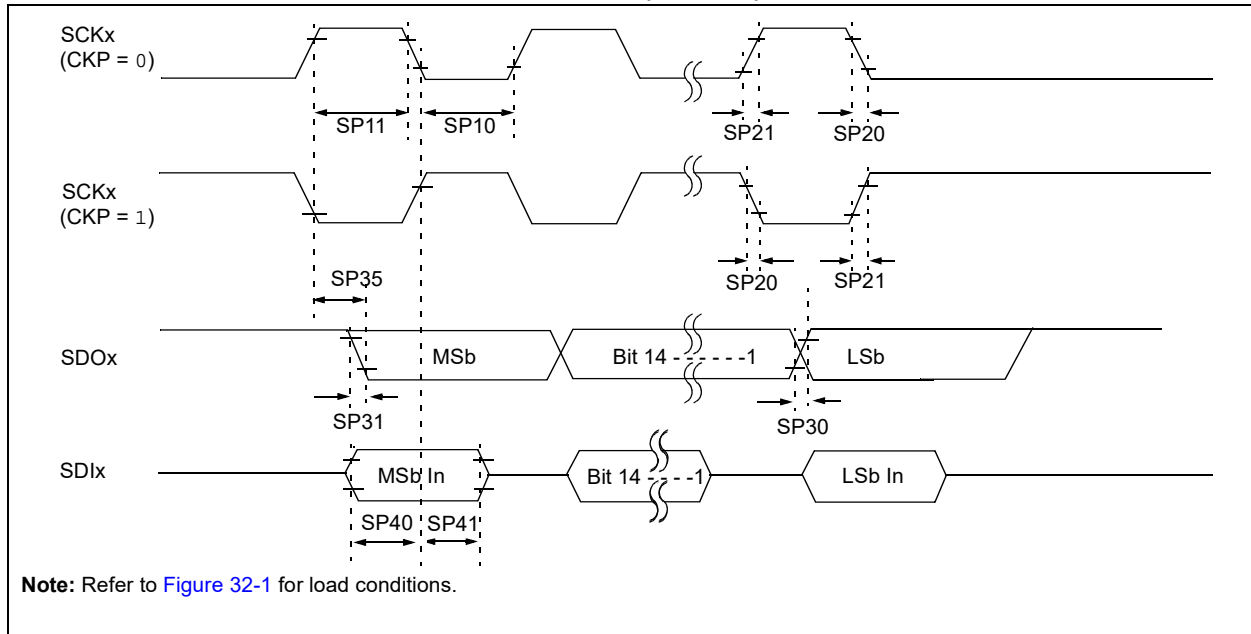 SCKx
(CKP = 0)
SP11
SP10
SP21
SP20
SCKx
(CKP = 1)
SP35
SP20
SP21
SDOx
MSb
Bit 14 - - - - - -1
LSb
SP31
SP30
SDIx
MSb In
Bit 14 - - - - -1
LSb In
SP40
SP41
Note: Refer to Figure 32-1 for load conditions.